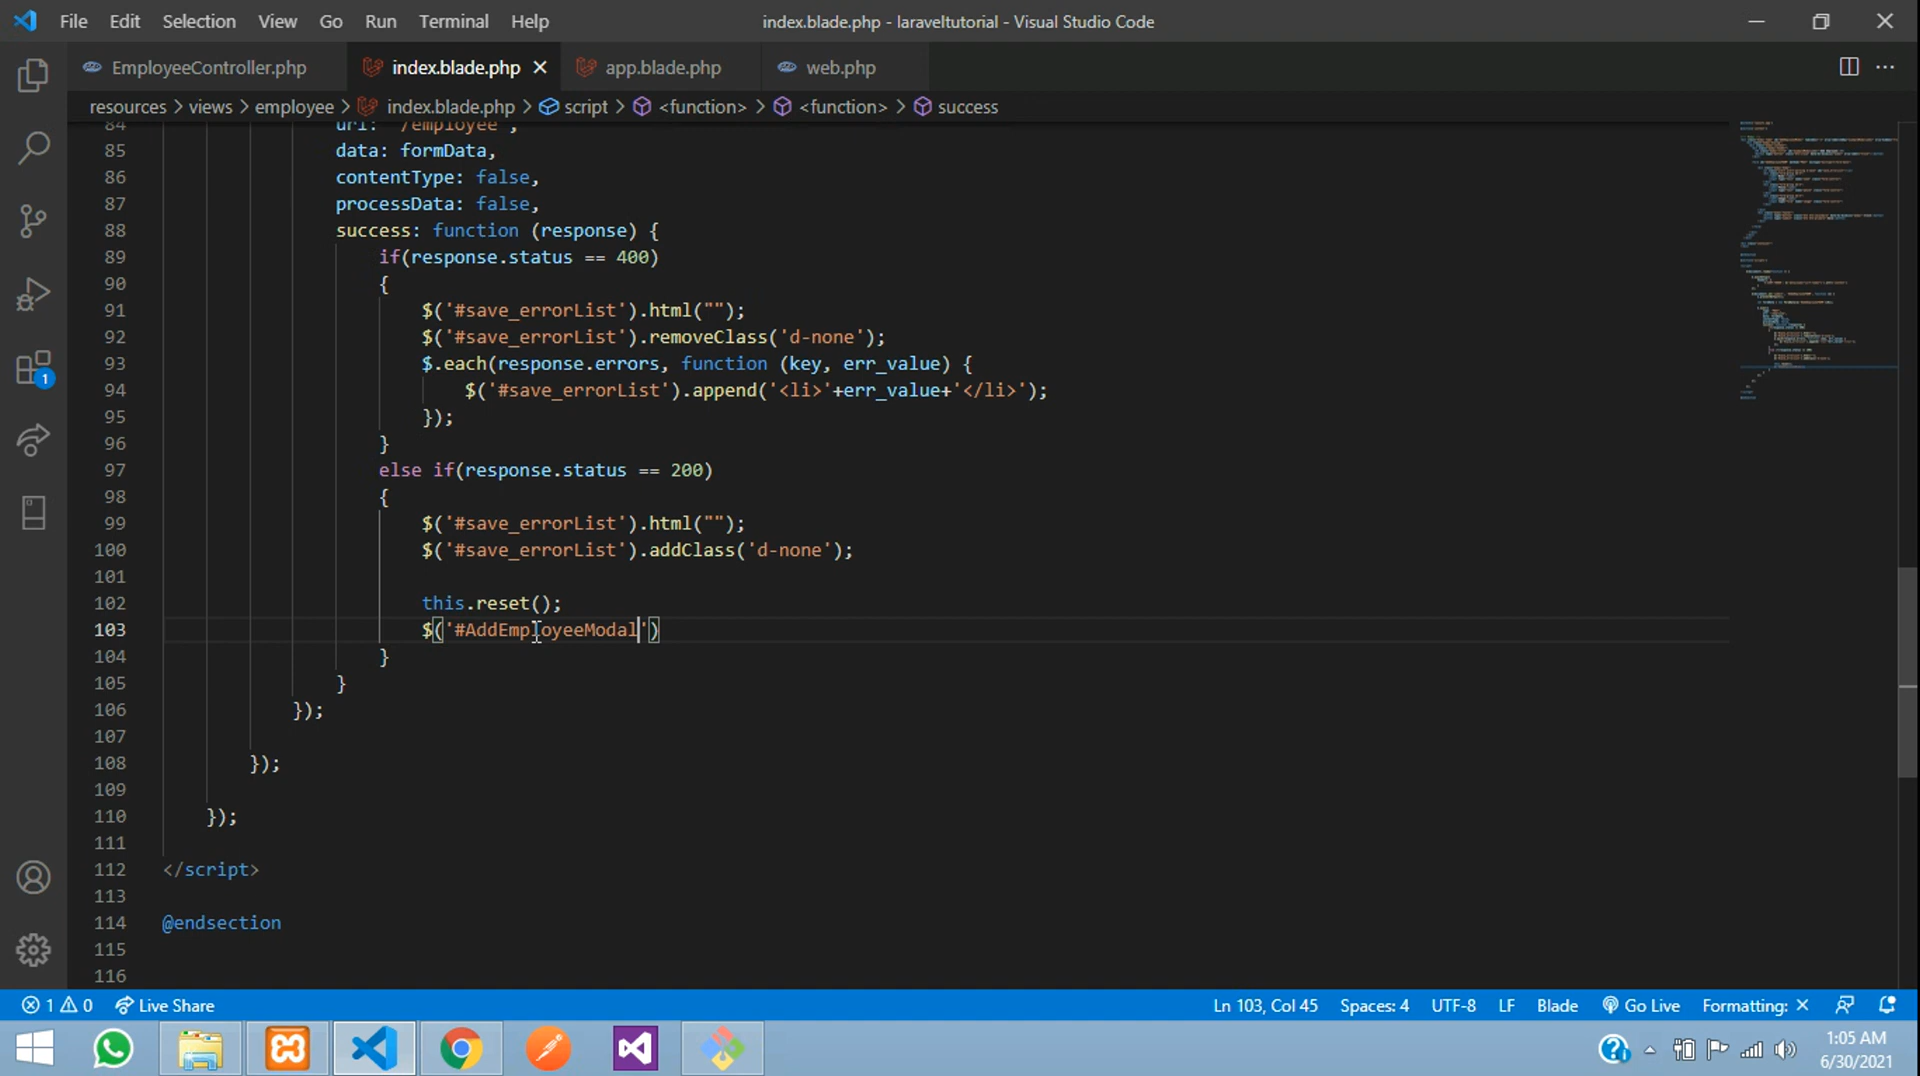 File Edit Selection View Go Run Terminal Help
index.blade.php - laraveltutorial - Visual Studio Code
EmployeeController.php index.blade.php app.blade.php web.php
resources > views > employee > index.blade.php > script > <function> > <function> > success
84 url: "/employee",
85 data: formData,
86 contentType: false,
87 processData: false,
88 success: function (response) {
89 if(response.status == 400)
90 {
91 $('#save_errorList').html("");
92 $('#save_errorList').removeClass('d-none');
93 $.each(response.errors, function (key, err_value) {
94 $('#save_errorList').append('<li>'+err_value+'</li>');
95 });
96 }
97 else if(response.status == 200)
98 {
99 $('#save_errorList').html("");
100 $('#save_errorList').addClass('d-none');
101
102 this.reset();
103 $('#AddEmployeeModal')
104 }
105 }
106 });
107
108 });
109
110 });
111
112 </script>
113
114 @endsection
115
116
1
1 0 Live Share Ln 103, Col 45 Spaces: 4 UTF-8 LF Blade Go Live Formatting: ×
1:05 AM
6/30/2021